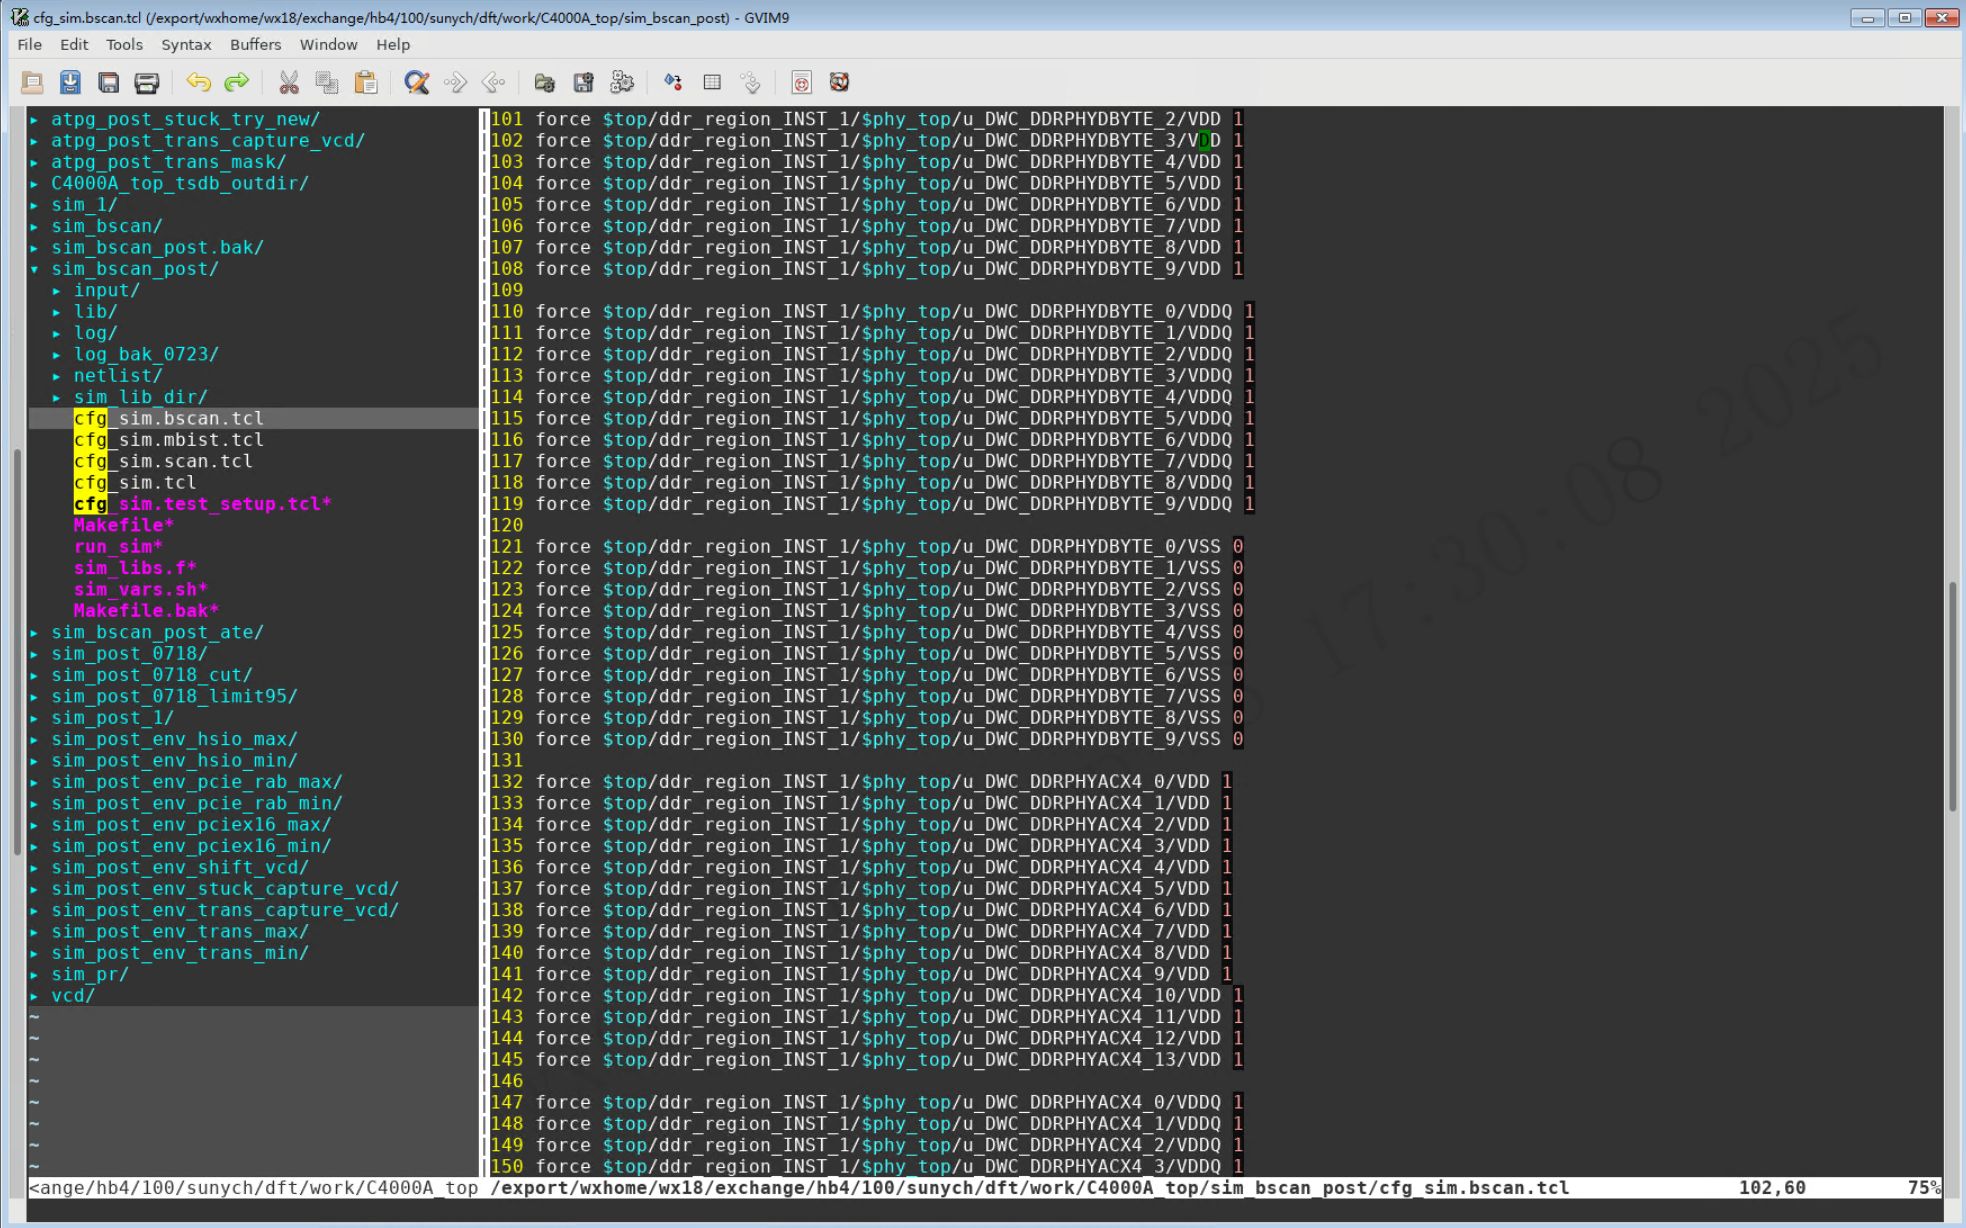 cfg_sim.bscan.tcl (/export/wxhome/wx18/exchange/hb4/100/sunych/dft/work/C4000A_top/sim_bscan_post) - GVIM9
File Edit Tools Syntax Buffers Window Help
▸ atpg_post_stuck_try_new/
▸ atpg_post_trans_capture_vcd/
▸ atpg_post_trans_mask/
▸ C4000A_top_tsdb_outdir/
▸ sim_1/
▸ sim_bscan/
▸ sim_bscan_post.bak/
▾ sim_bscan_post/
▸ input/
▸ lib/
▸ log/
▸ log_bak_0723/
▸ netlist/
▸ sim_lib_dir/
cfg_sim.bscan.tcl
cfg_sim.mbist.tcl
cfg_sim.scan.tcl
cfg_sim.tcl
cfg_sim.test_setup.tcl*
Makefile*
run_sim*
sim_libs.f*
sim_vars.sh*
Makefile.bak*
▸ sim_bscan_post_ate/
▸ sim_post_0718/
▸ sim_post_0718_cut/
▸ sim_post_0718_limit95/
▸ sim_post_1/
▸ sim_post_env_hsio_max/
▸ sim_post_env_hsio_min/
▸ sim_post_env_pcie_rab_max/
▸ sim_post_env_pcie_rab_min/
▸ sim_post_env_pciex16_max/
▸ sim_post_env_pciex16_min/
▸ sim_post_env_shift_vcd/
▸ sim_post_env_stuck_capture_vcd/
▸ sim_post_env_trans_capture_vcd/
▸ sim_post_env_trans_max/
▸ sim_post_env_trans_min/
▸ sim_pr/
▸ vcd/
~
~
~
~
~
~
~
~
101 force $top/ddr_region_INST_1/$phy_top/u_DWC_DDRPHYDBYTE_2/VDD 1
102 force $top/ddr_region_INST_1/$phy_top/u_DWC_DDRPHYDBYTE_3/VDD 1
103 force $top/ddr_region_INST_1/$phy_top/u_DWC_DDRPHYDBYTE_4/VDD 1
104 force $top/ddr_region_INST_1/$phy_top/u_DWC_DDRPHYDBYTE_5/VDD 1
105 force $top/ddr_region_INST_1/$phy_top/u_DWC_DDRPHYDBYTE_6/VDD 1
106 force $top/ddr_region_INST_1/$phy_top/u_DWC_DDRPHYDBYTE_7/VDD 1
107 force $top/ddr_region_INST_1/$phy_top/u_DWC_DDRPHYDBYTE_8/VDD 1
108 force $top/ddr_region_INST_1/$phy_top/u_DWC_DDRPHYDBYTE_9/VDD 1
109
110 force $top/ddr_region_INST_1/$phy_top/u_DWC_DDRPHYDBYTE_0/VDDQ 1
111 force $top/ddr_region_INST_1/$phy_top/u_DWC_DDRPHYDBYTE_1/VDDQ 1
112 force $top/ddr_region_INST_1/$phy_top/u_DWC_DDRPHYDBYTE_2/VDDQ 1
113 force $top/ddr_region_INST_1/$phy_top/u_DWC_DDRPHYDBYTE_3/VDDQ 1
114 force $top/ddr_region_INST_1/$phy_top/u_DWC_DDRPHYDBYTE_4/VDDQ 1
115 force $top/ddr_region_INST_1/$phy_top/u_DWC_DDRPHYDBYTE_5/VDDQ 1
116 force $top/ddr_region_INST_1/$phy_top/u_DWC_DDRPHYDBYTE_6/VDDQ 1
117 force $top/ddr_region_INST_1/$phy_top/u_DWC_DDRPHYDBYTE_7/VDDQ 1
118 force $top/ddr_region_INST_1/$phy_top/u_DWC_DDRPHYDBYTE_8/VDDQ 1
119 force $top/ddr_region_INST_1/$phy_top/u_DWC_DDRPHYDBYTE_9/VDDQ 1
120
121 force $top/ddr_region_INST_1/$phy_top/u_DWC_DDRPHYDBYTE_0/VSS 0
122 force $top/ddr_region_INST_1/$phy_top/u_DWC_DDRPHYDBYTE_1/VSS 0
123 force $top/ddr_region_INST_1/$phy_top/u_DWC_DDRPHYDBYTE_2/VSS 0
124 force $top/ddr_region_INST_1/$phy_top/u_DWC_DDRPHYDBYTE_3/VSS 0
125 force $top/ddr_region_INST_1/$phy_top/u_DWC_DDRPHYDBYTE_4/VSS 0
126 force $top/ddr_region_INST_1/$phy_top/u_DWC_DDRPHYDBYTE_5/VSS 0
127 force $top/ddr_region_INST_1/$phy_top/u_DWC_DDRPHYDBYTE_6/VSS 0
128 force $top/ddr_region_INST_1/$phy_top/u_DWC_DDRPHYDBYTE_7/VSS 0
129 force $top/ddr_region_INST_1/$phy_top/u_DWC_DDRPHYDBYTE_8/VSS 0
130 force $top/ddr_region_INST_1/$phy_top/u_DWC_DDRPHYDBYTE_9/VSS 0
131
132 force $top/ddr_region_INST_1/$phy_top/u_DWC_DDRPHYACX4_0/VDD 1
133 force $top/ddr_region_INST_1/$phy_top/u_DWC_DDRPHYACX4_1/VDD 1
134 force $top/ddr_region_INST_1/$phy_top/u_DWC_DDRPHYACX4_2/VDD 1
135 force $top/ddr_region_INST_1/$phy_top/u_DWC_DDRPHYACX4_3/VDD 1
136 force $top/ddr_region_INST_1/$phy_top/u_DWC_DDRPHYACX4_4/VDD 1
137 force $top/ddr_region_INST_1/$phy_top/u_DWC_DDRPHYACX4_5/VDD 1
138 force $top/ddr_region_INST_1/$phy_top/u_DWC_DDRPHYACX4_6/VDD 1
139 force $top/ddr_region_INST_1/$phy_top/u_DWC_DDRPHYACX4_7/VDD 1
140 force $top/ddr_region_INST_1/$phy_top/u_DWC_DDRPHYACX4_8/VDD 1
141 force $top/ddr_region_INST_1/$phy_top/u_DWC_DDRPHYACX4_9/VDD 1
142 force $top/ddr_region_INST_1/$phy_top/u_DWC_DDRPHYACX4_10/VDD 1
143 force $top/ddr_region_INST_1/$phy_top/u_DWC_DDRPHYACX4_11/VDD 1
144 force $top/ddr_region_INST_1/$phy_top/u_DWC_DDRPHYACX4_12/VDD 1
145 force $top/ddr_region_INST_1/$phy_top/u_DWC_DDRPHYACX4_13/VDD 1
146
147 force $top/ddr_region_INST_1/$phy_top/u_DWC_DDRPHYACX4_0/VDDQ 1
148 force $top/ddr_region_INST_1/$phy_top/u_DWC_DDRPHYACX4_1/VDDQ 1
149 force $top/ddr_region_INST_1/$phy_top/u_DWC_DDRPHYACX4_2/VDDQ 1
150 force $top/ddr_region_INST_1/$phy_top/u_DWC_DDRPHYACX4_3/VDDQ 1
<ange/hb4/100/sunych/dft/work/C4000A_top /export/wxhome/wx18/exchange/hb4/100/sunych/dft/work/C4000A_top/sim_bscan_post/cfg_sim.bscan.tcl 102,60 75%
17:30:08 2025